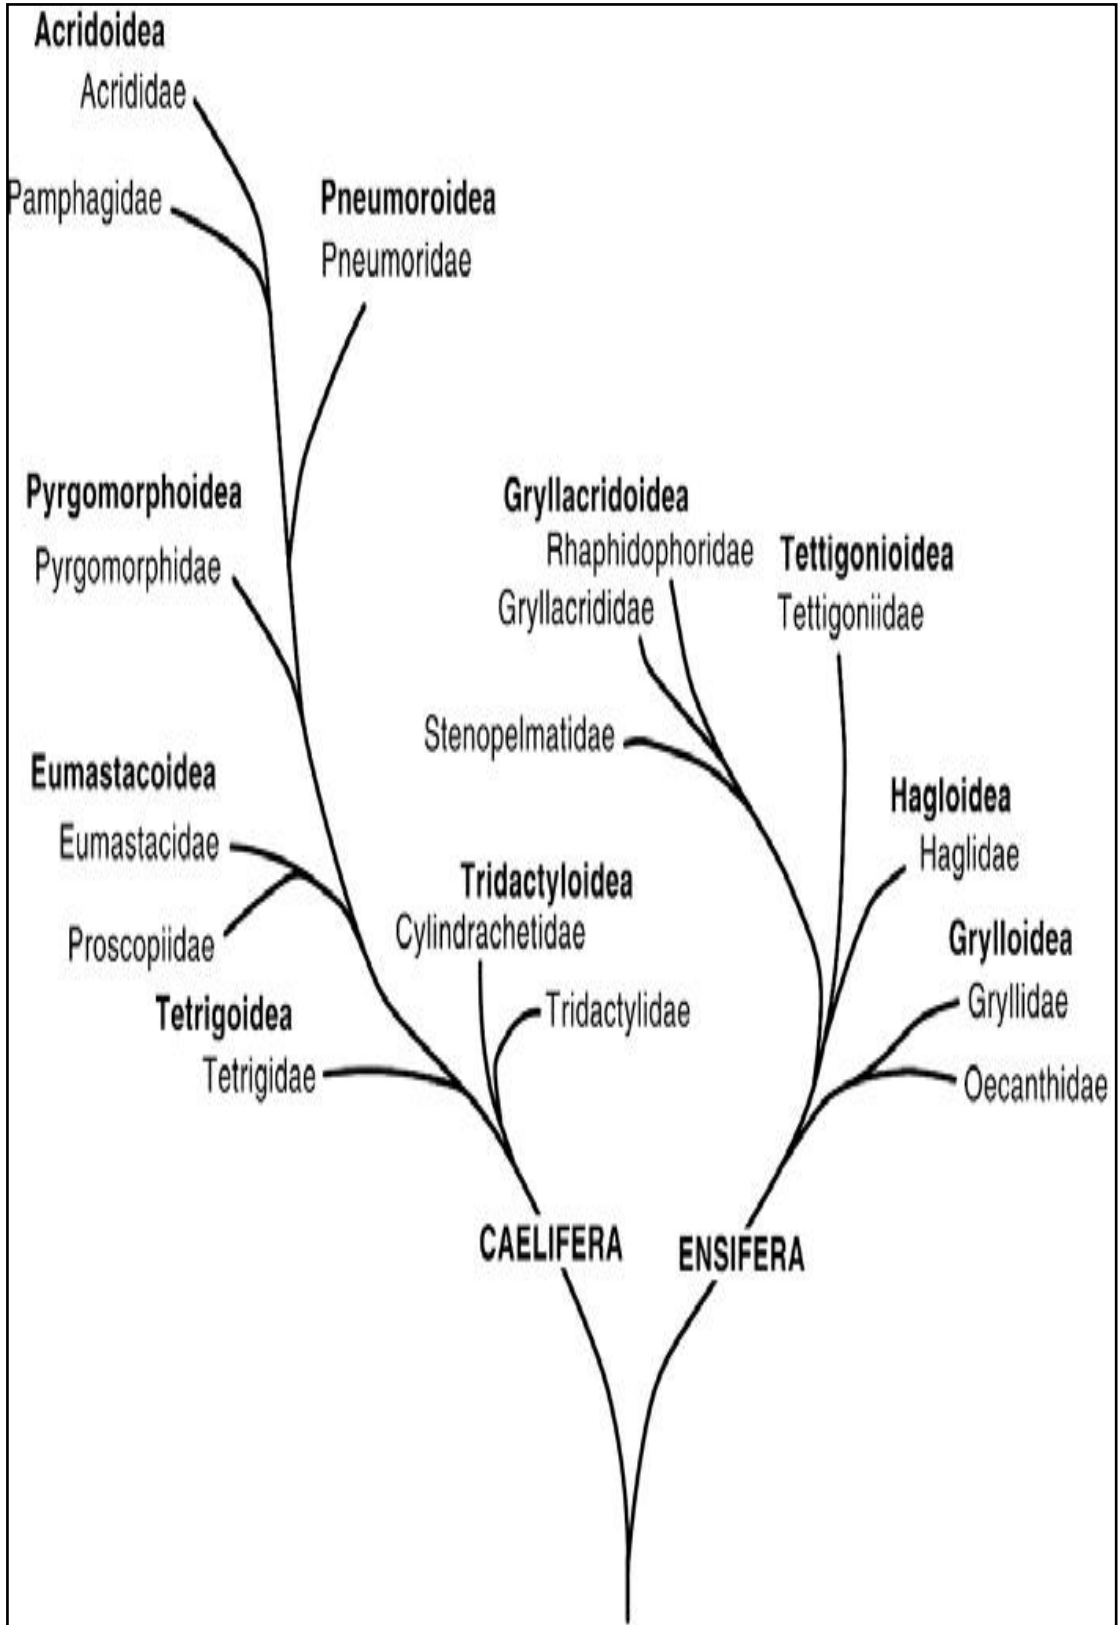 Acridoidea
Acrididae
Pamphagidae
Pneumoroidea
Pneumoridae
Pyrgomorphoidea
Pyrgomorphidae
Gryllacridoidea
Rhaphidophoridae
Gryllacrididae
Stenopelmatidae
Tettigonioidea
Tettigoniidae
Eumastacoidea
Eumastacidae
Proscopiidae
Hagloidea
Haglidae
Tridactyloidea
Cylindrachetidae
Tridactylidae
Grylloidea
Gryllidae
Oecanthidae
Tetrigoidea
Tetrigidae
CAELIFERA
ENSIFERA